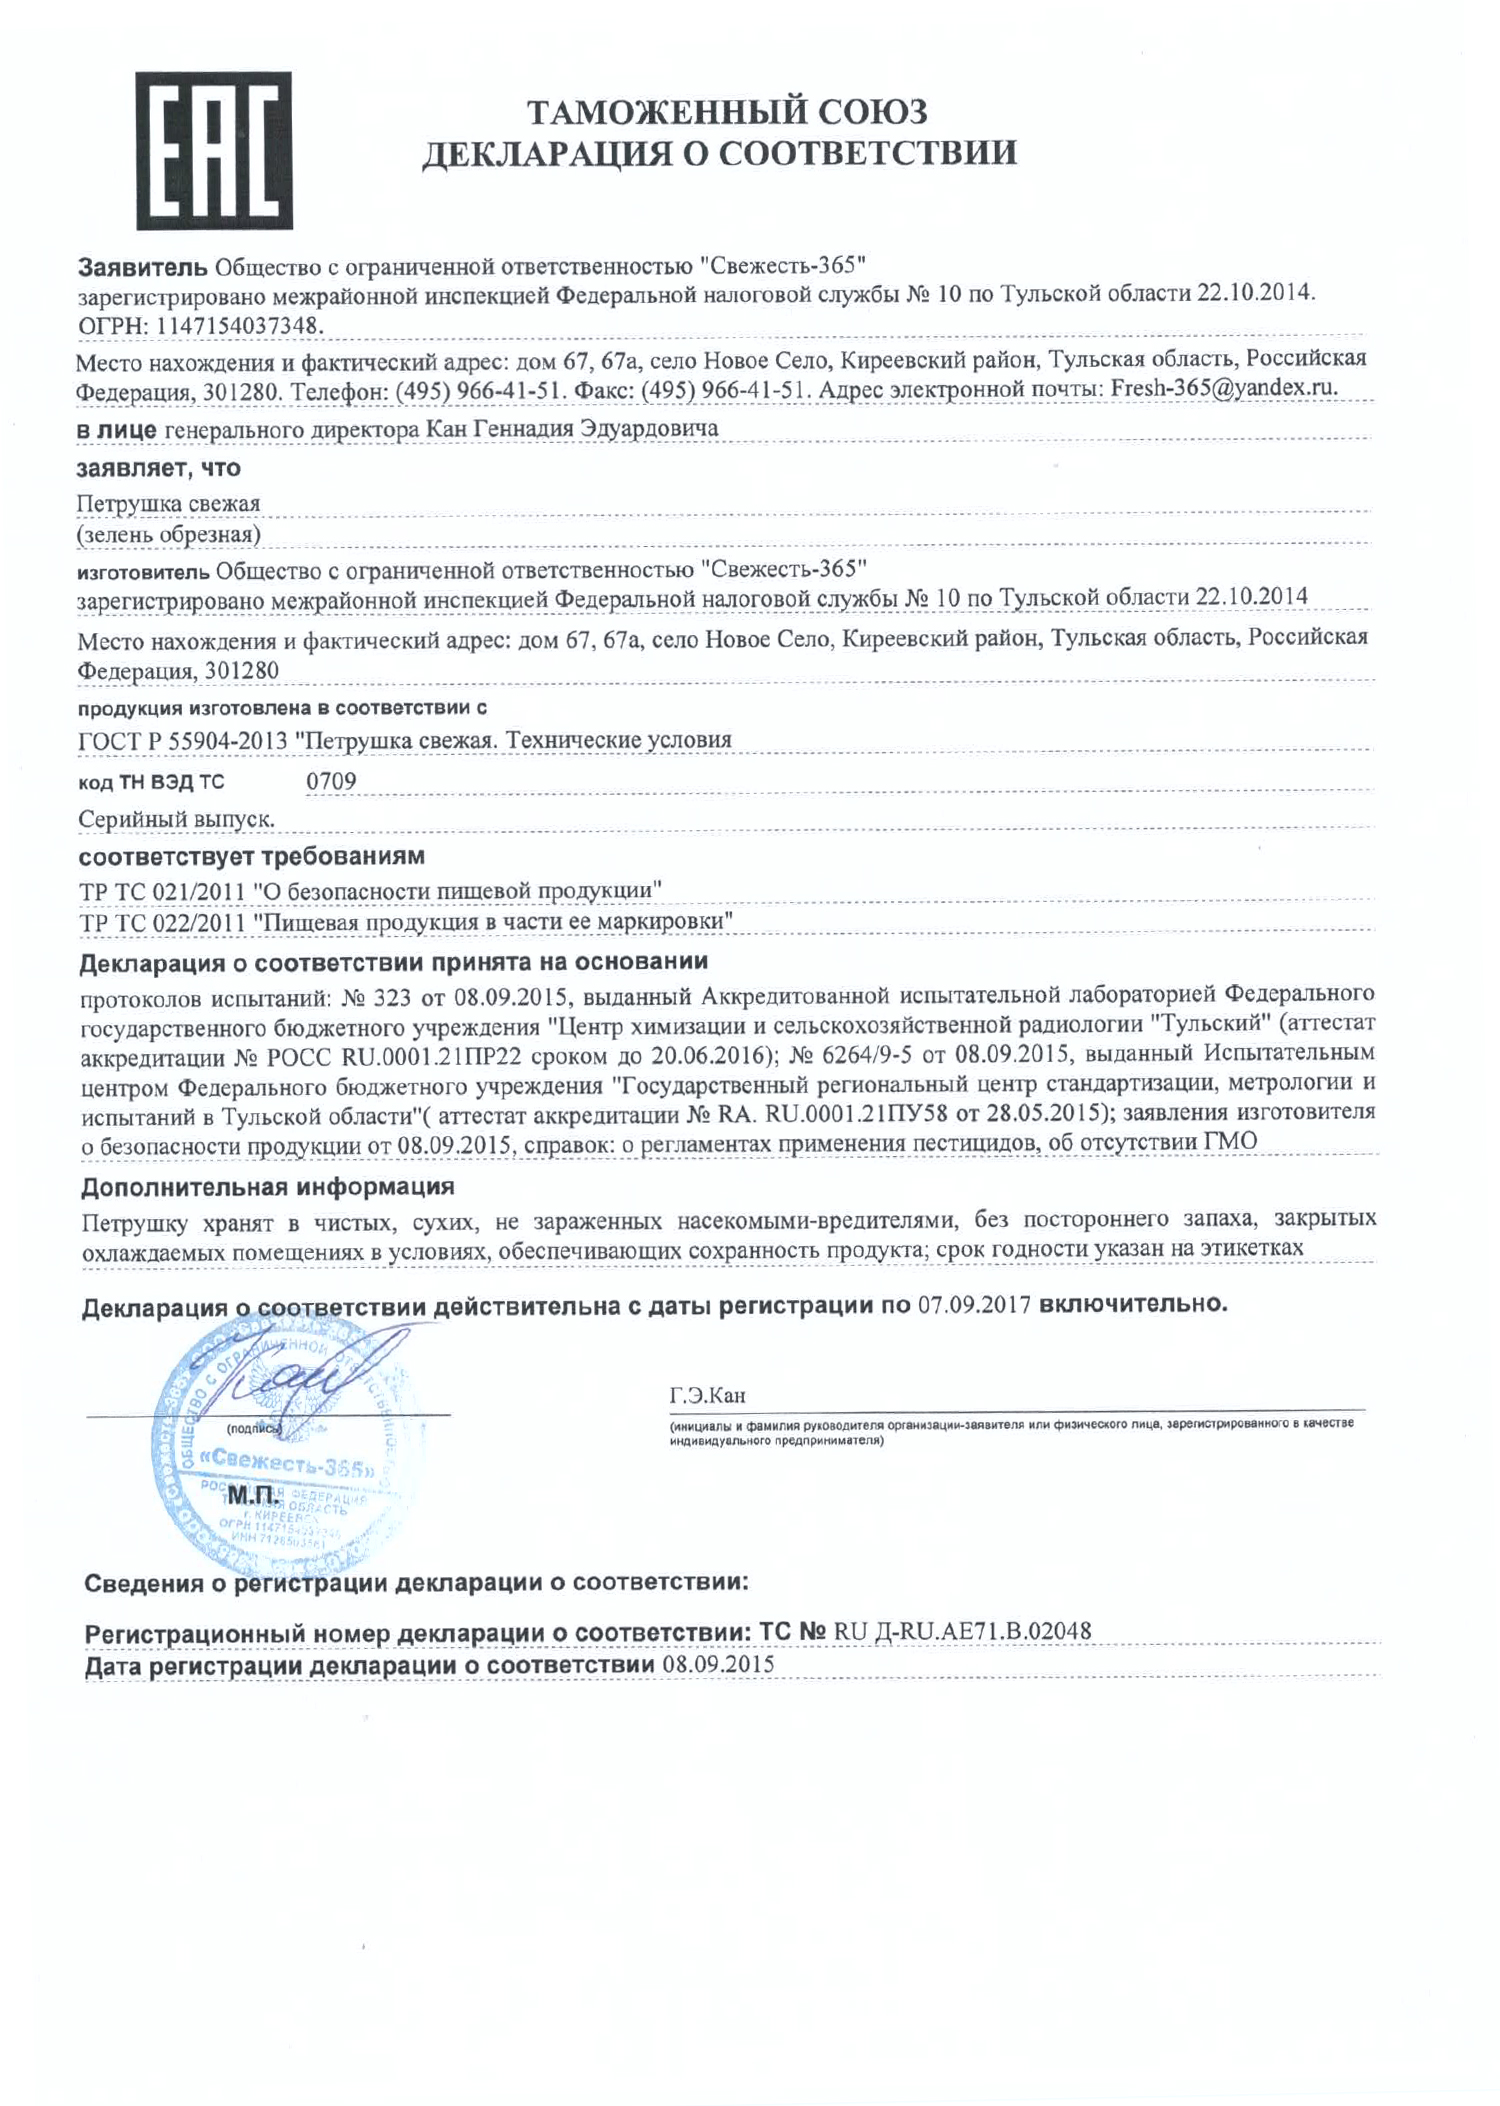 ЕАС
ТАМОЖЕННЫЙ СОЮЗ
ДЕКЛАРАЦИЯ О СООТВЕТСТВИИ
Заявитель Общество с ограниченной ответственностью "Свежесть-365"
зарегистрировано межрайонной инспекцией Федеральной налоговой службы № 10 по Тульской области 22.10.2014.
ОГРН: 1147154037348.
Место нахождения и фактический адрес: дом 67, 67а, село Новое Село, Киреевский район, Тульская область, Российская
Федерация, 301280. Телефон: (495) 966-41-51. Факс: (495) 966-41-51. Адрес электронной почты: Fresh-365@yandex.ru.
в лице генерального директора Кан Геннадия Эдуардовича
заявляет, что
Петрушка свежая
(зелень обрезная)
изготовитель Общество с ограниченной ответственностью "Свежесть-365"
зарегистрировано межрайонной инспекцией Федеральной налоговой службы № 10 по Тульской области 22.10.2014
Место нахождения и фактический адрес: дом 67, 67а, село Новое Село, Киреевский район, Тульская область, Российская
Федерация, 301280
продукция изготовлена в соответствии с
ГОСТ Р 55904-2013 "Петрушка свежая. Технические условия
код ТН ВЭД ТС 0709
Серийный выпуск.
соответствует требованиям
ТР ТС 021/2011 "О безопасности пищевой продукции"
ТР ТС 022/2011 "Пищевая продукция в части ее маркировки"
Декларация о соответствии принята на основании
протоколов испытаний: № 323 от 08.09.2015, выданный Аккредитованной испытательной лабораторией Федерального
государственного бюджетного учреждения "Центр химизации и сельскохозяйственной радиологии "Тульский" (аттестат
аккредитации № РОСС RU.0001.21ПР22 сроком до 20.06.2016); № 6264/9-5 от 08.09.2015, выданный Испытательным
центром Федерального бюджетного учреждения "Государственный региональный центр стандартизации, метрологии и
испытаний в Тульской области"( аттестат аккредитации № RA. RU.0001.21ПУ58 от 28.05.2015); заявления изготовителя
о безопасности продукции от 08.09.2015, справок: о регламентах применения пестицидов, об отсутствии ГМО
Дополнительная информация
Петрушку хранят в чистых, сухих, не зараженных насекомыми-вредителями, без постороннего запаха, закрытых
охлаждаемых помещениях в условиях, обеспечивающих сохранность продукта; срок годности указан на этикетках
Декларация о соответствии действительна с даты регистрации по 07.09.2017 включительно.
Г.Э.Кан
(подпись)
(инициалы и фамилия руководителя организации-заявителя или физического лица, зарегистрированного в качестве
индивидуального предпринимателя)
ОБЩЕСТВО С ОГРАНИЧЕННОЙ ОТВЕТСТВЕННОСТЬЮ
«Свежесть-365»
РОССИЙСКАЯ ФЕДЕРАЦИЯ
ТУЛЬСКАЯ ОБЛАСТЬ
г. КИРЕЕВСК
М.П.
Сведения о регистрации декларации о соответствии:
Регистрационный номер декларации о соответствии: ТС № RU Д-RU.АЕ71.В.02048
Дата регистрации декларации о соответствии 08.09.2015